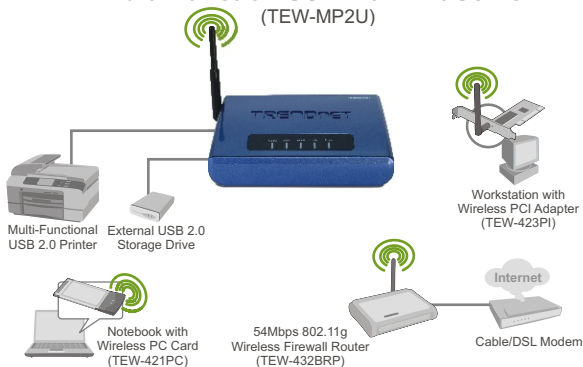 (TEW-MP2U)
TRENDNET
Multi-Functional
USB 2.0 Printer
External USB 2.0
Storage Drive
Workstation with
Wireless PCI Adapter
(TEW-423PI)
Notebook with
Wireless PC Card
(TEW-421PC)
54Mbps 802.11g
Wireless Firewall Router
(TEW-432BRP)
Internet
Cable/DSL Modem